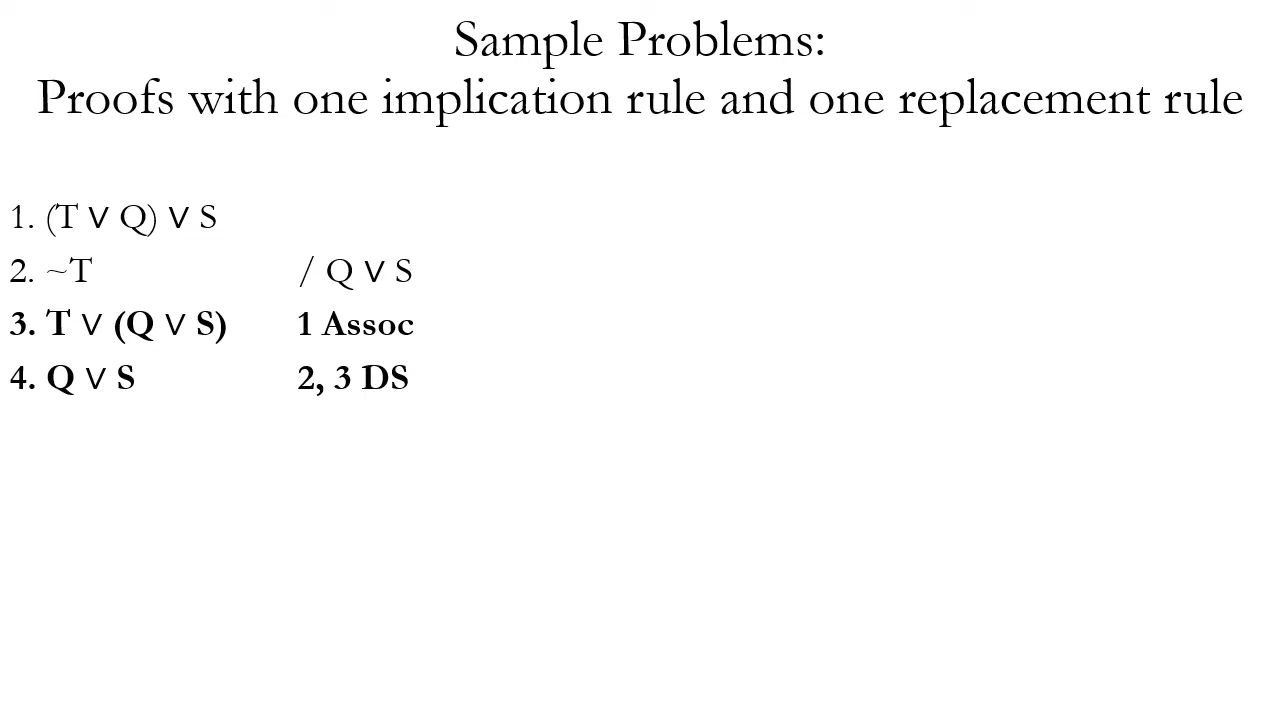 Sample Problems:
Proofs with one implication rule and one replacement rule
1. (T ∨ Q) ∨ S
2. ~T / Q ∨ S
3. T ∨ (Q ∨ S) 1 Assoc
4. Q ∨ S 2, 3 DS